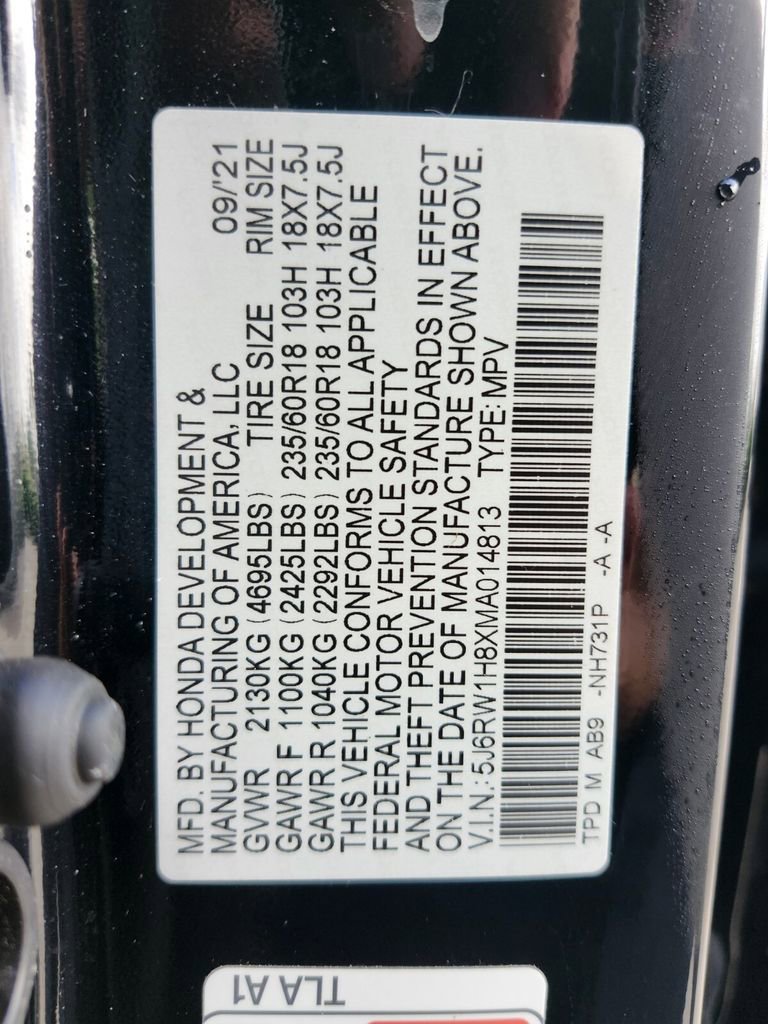 MFD. BY HONDA DEVELOPMENT &
MANUFACTURING OF AMERICA, LLC 09/'21
GVWR 2130KG (4695LBS) TIRE SIZE RIM SIZE
GAWR F 1100KG (2425LBS) 235/60R18 103H 18X7.5J
GAWR R 1040KG (2292LBS) 235/60R18 103H 18X7.5J
THIS VEHICLE CONFORMS TO ALL APPLICABLE
FEDERAL MOTOR VEHICLE SAFETY
AND THEFT PREVENTION STANDARDS IN EFFECT
ON THE DATE OF MANUFACTURE SHOWN ABOVE.
V.I.N.: 5J6RW1H8XMA014813 TYPE: MPV
TPD M AB9 -NH731P -A -A
TLA A1